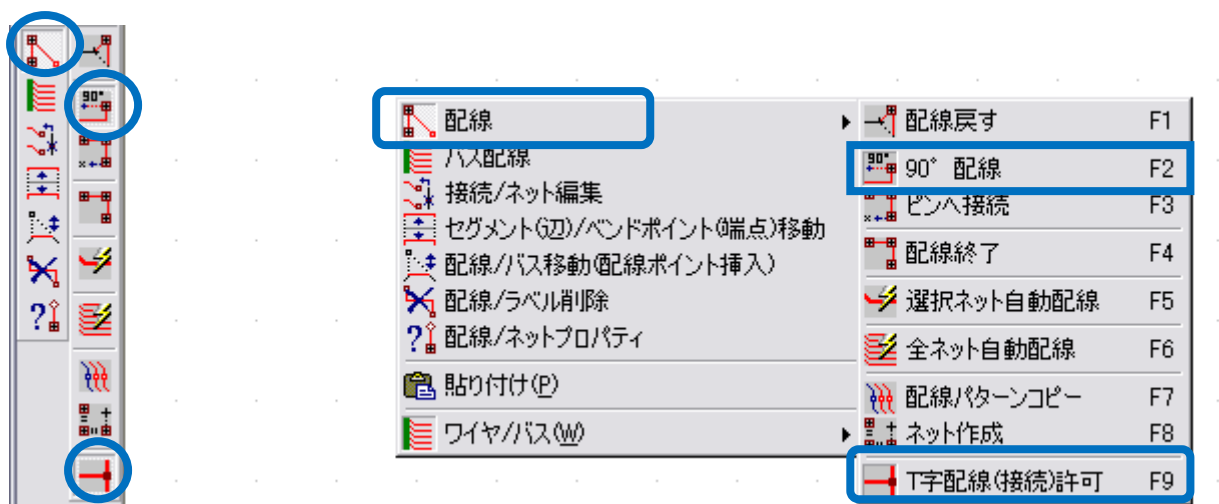 90°
配線
バス配線
接続/ネット編集
セグメント(辺)/ベンドポイント(端点)移動
配線/バス移動(配線ポイント挿入)
配線/ラベル削除
配線/ネットプロパティ
貼り付け(P)
ワイヤ/バス(W)
配線戻す F1
90° 90° 配線 F2
ピンへ接続 F3
配線終了 F4
選択ネット自動配線 F5
全ネット自動配線 F6
配線パターンコピー F7
ネット作成 F8
T字配線(接続)許可 F9